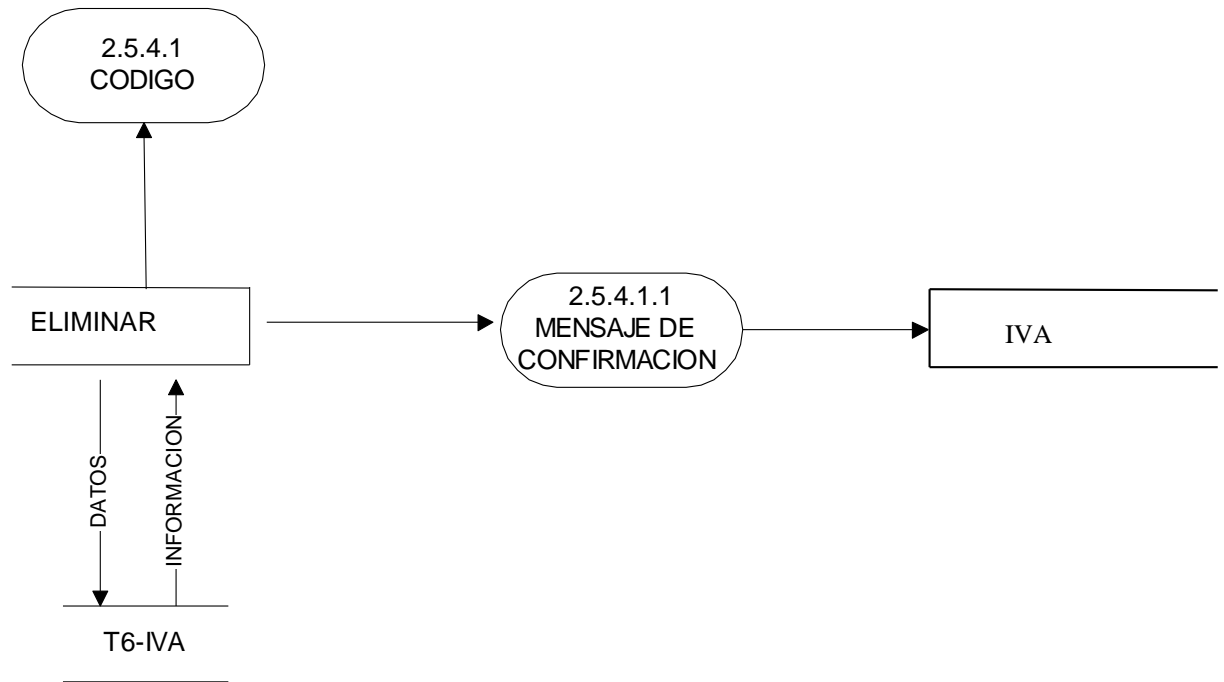 2.5.4.1
CODIGO
ELIMINAR
2.5.4.1.1
MENSAJE DE
CONFIRMACION
IVA
DATOS
INFORMACION
T6-IVA